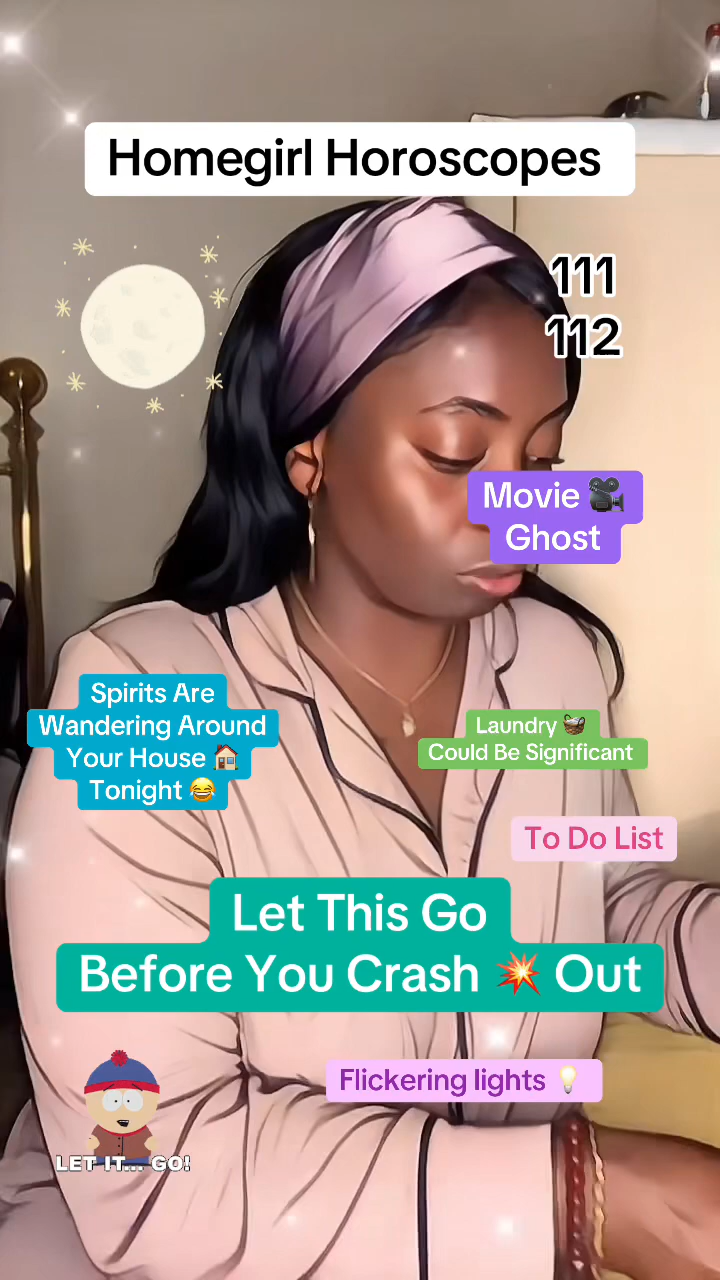 Homegirl Horoscopes
111
112
Movie 🎥
Ghost
Spirits Are
Wandering Around
Your House 🏠
Tonight 😂
Laundry 🧺
Could Be Significant
To Do List
Let This Go
Before You Crash 💥 Out
Flickering lights 💡
LET IT... GO!